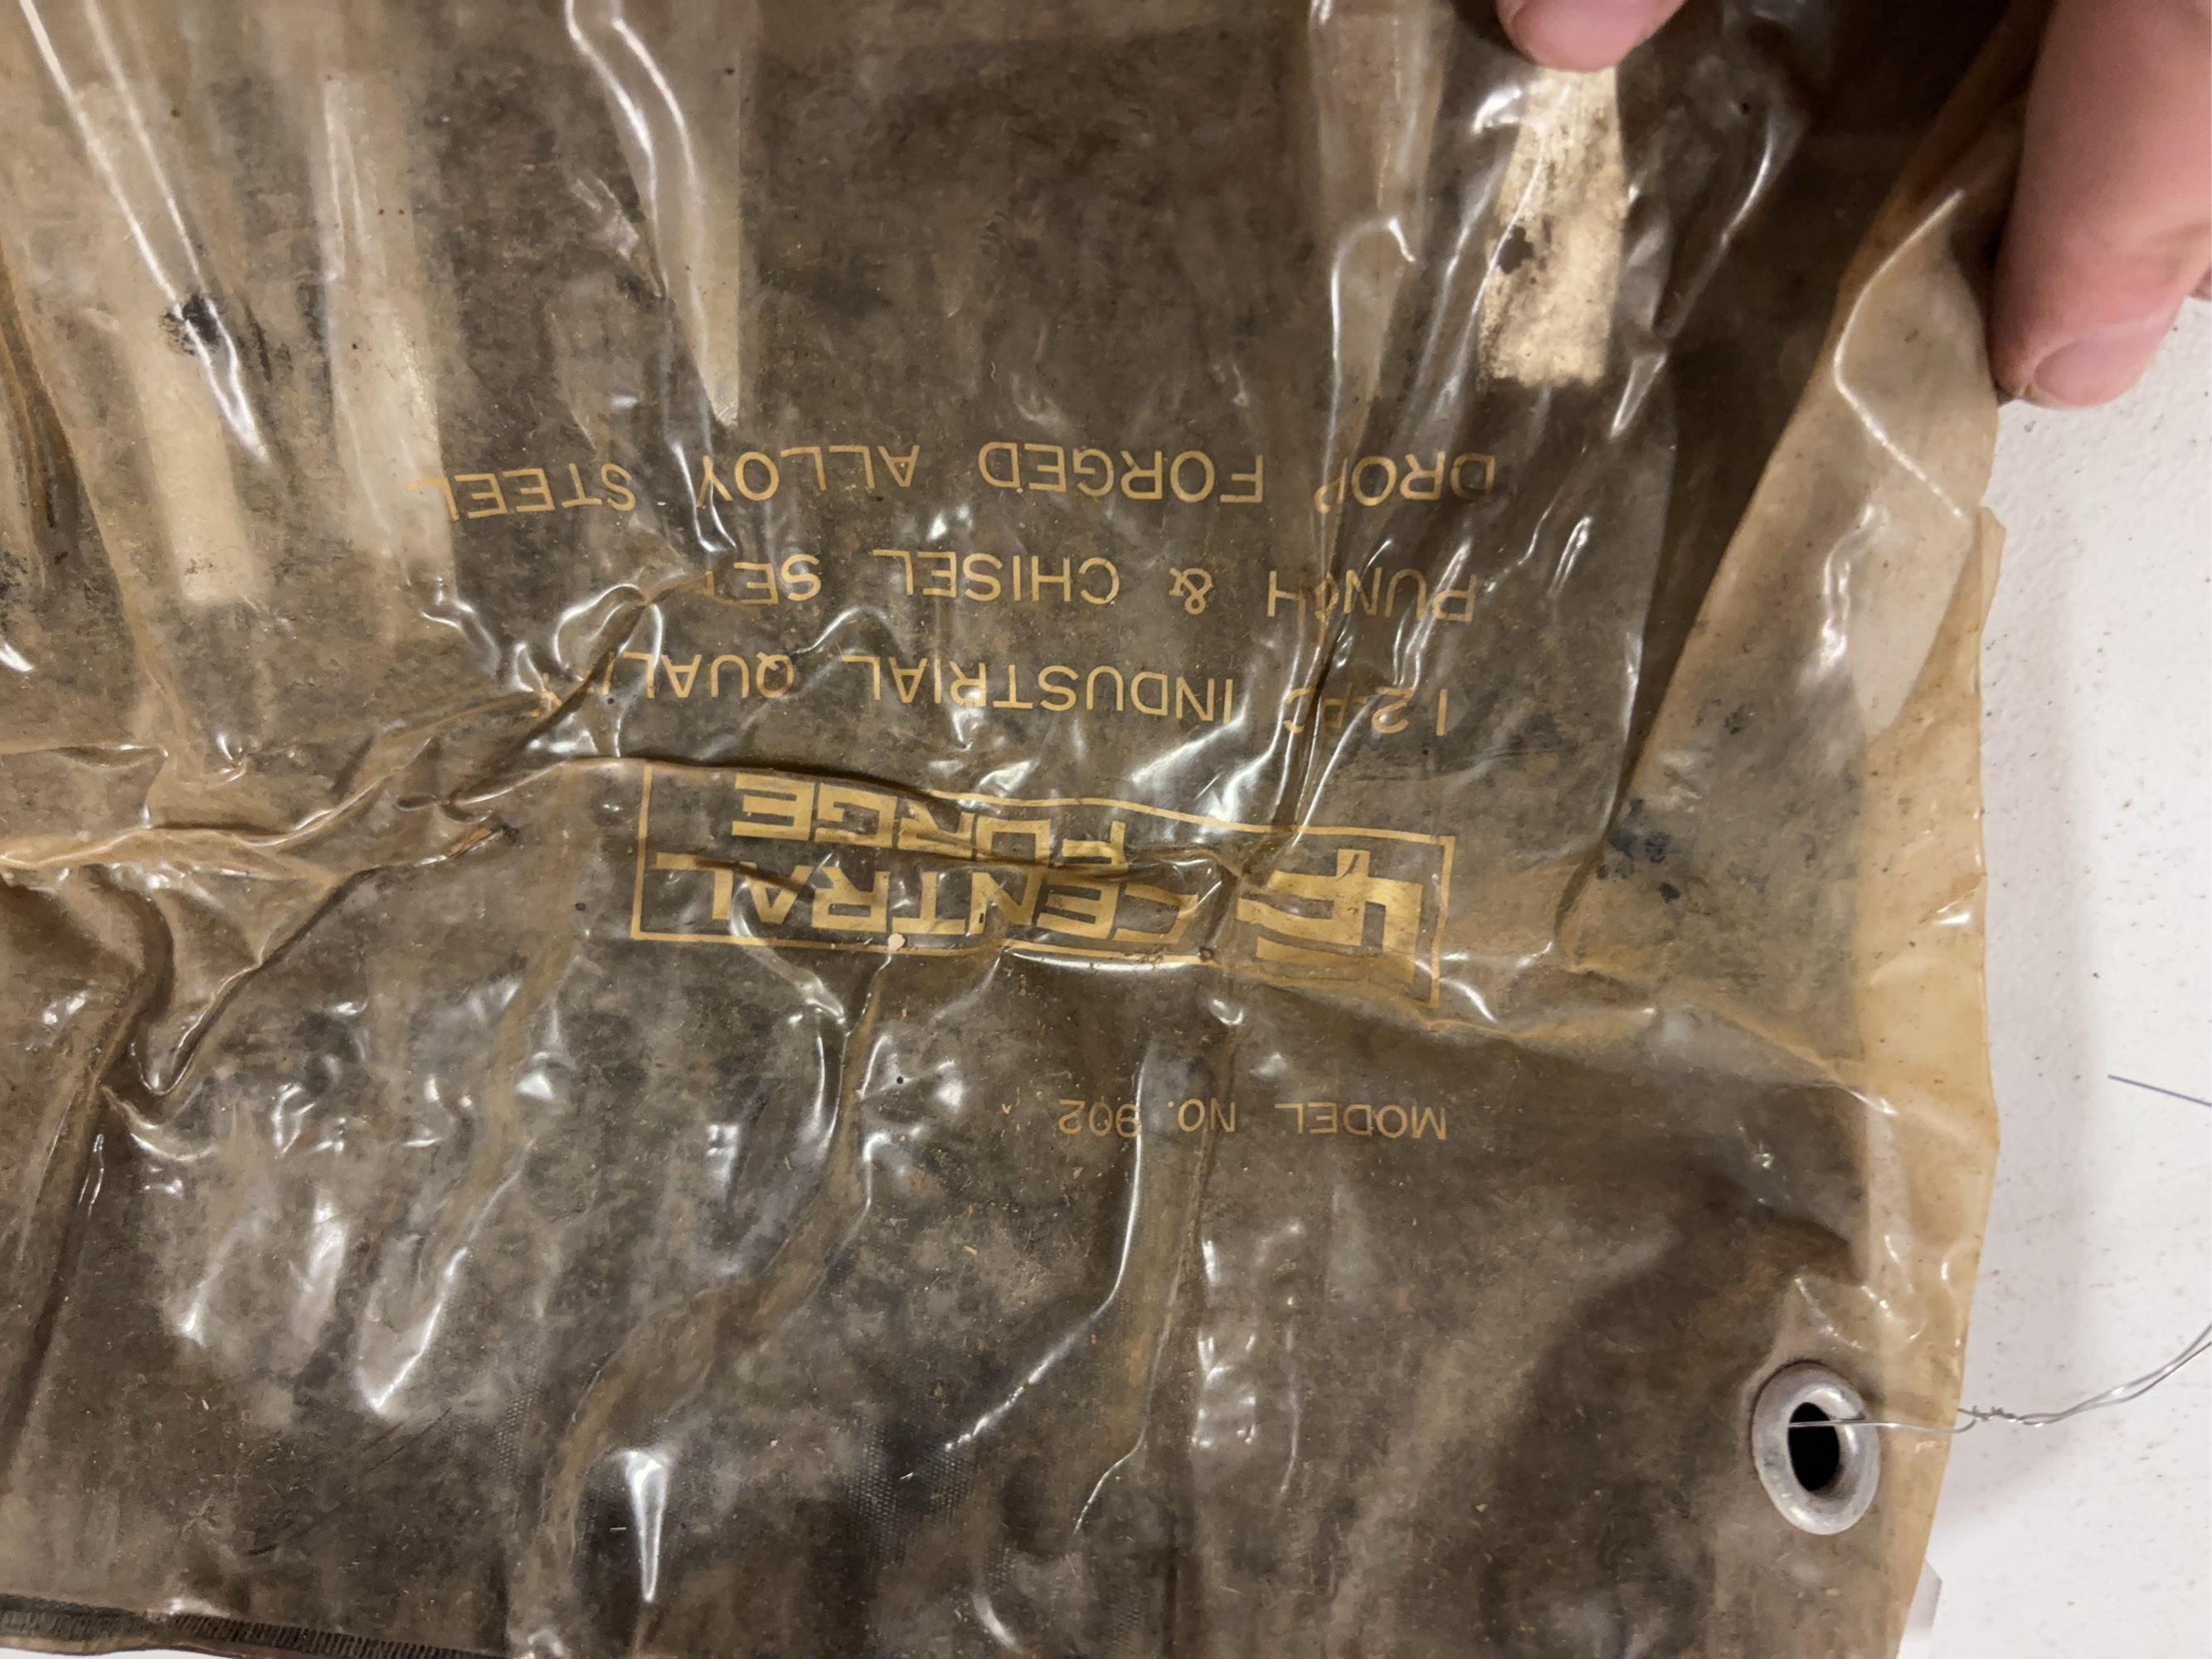 MODEL NO. 902
CENTRAL
FORGE
12 PC INDUSTRIAL QUALITY
PUNCH & CHISEL SET
DROP FORGED ALLOY STEEL